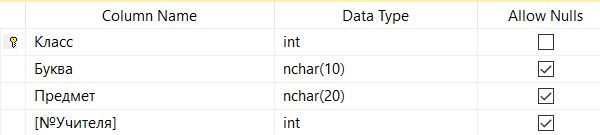 Column Name Data Type Allow Nulls
Класс int
Буква nchar(10)
Предмет nchar(20)
[№Учителя] int